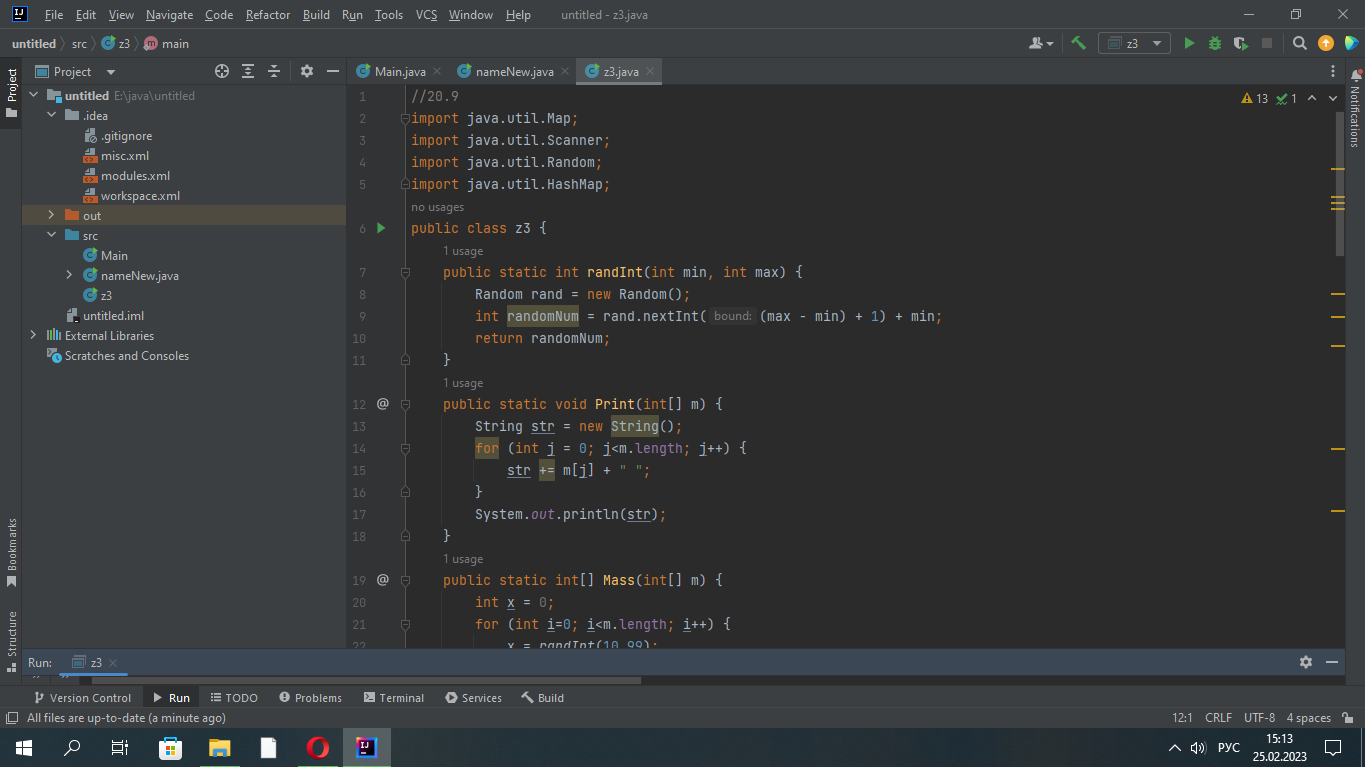 File Edit View Navigate Code Refactor Build Run Tools VCS Window Help untitled - z3.java
untitled src z3 main z3
Project Main.java nameNew.java z3.java
Project
untitled E:\java\untitled
.idea
.gitignore
misc.xml
modules.xml
workspace.xml
out
src
Main
nameNew.java
z3
untitled.iml
External Libraries
Scratches and Consoles
Bookmarks
Structure
13 1
Notifications
1 //20.9
2 import java.util.Map;
3 import java.util.Scanner;
4 import java.util.Random;
5 import java.util.HashMap;
no usages
6 public class z3 {
1 usage
7 public static int randInt(int min, int max) {
8 Random rand = new Random();
9 int randomNum = rand.nextInt( bound: (max - min) + 1) + min;
10 return randomNum;
11 }
1 usage
12 @ public static void Print(int[] m) {
13 String str = new String();
14 for (int j = 0; j<m.length; j++) {
15 str += m[j] + " ";
16 }
17 System.out.println(str);
18 }
1 usage
19 @ public static int[] Mass(int[] m) {
20 int x = 0;
21 for (int i=0; i<m.length; i++) {
22 x = randInt(10,99);
Run: z3
Version Control Run TODO Problems Terminal Services Build
All files are up-to-date (a minute ago) 12:1 CRLF UTF-8 4 spaces
РУС 15:13
25.02.2023